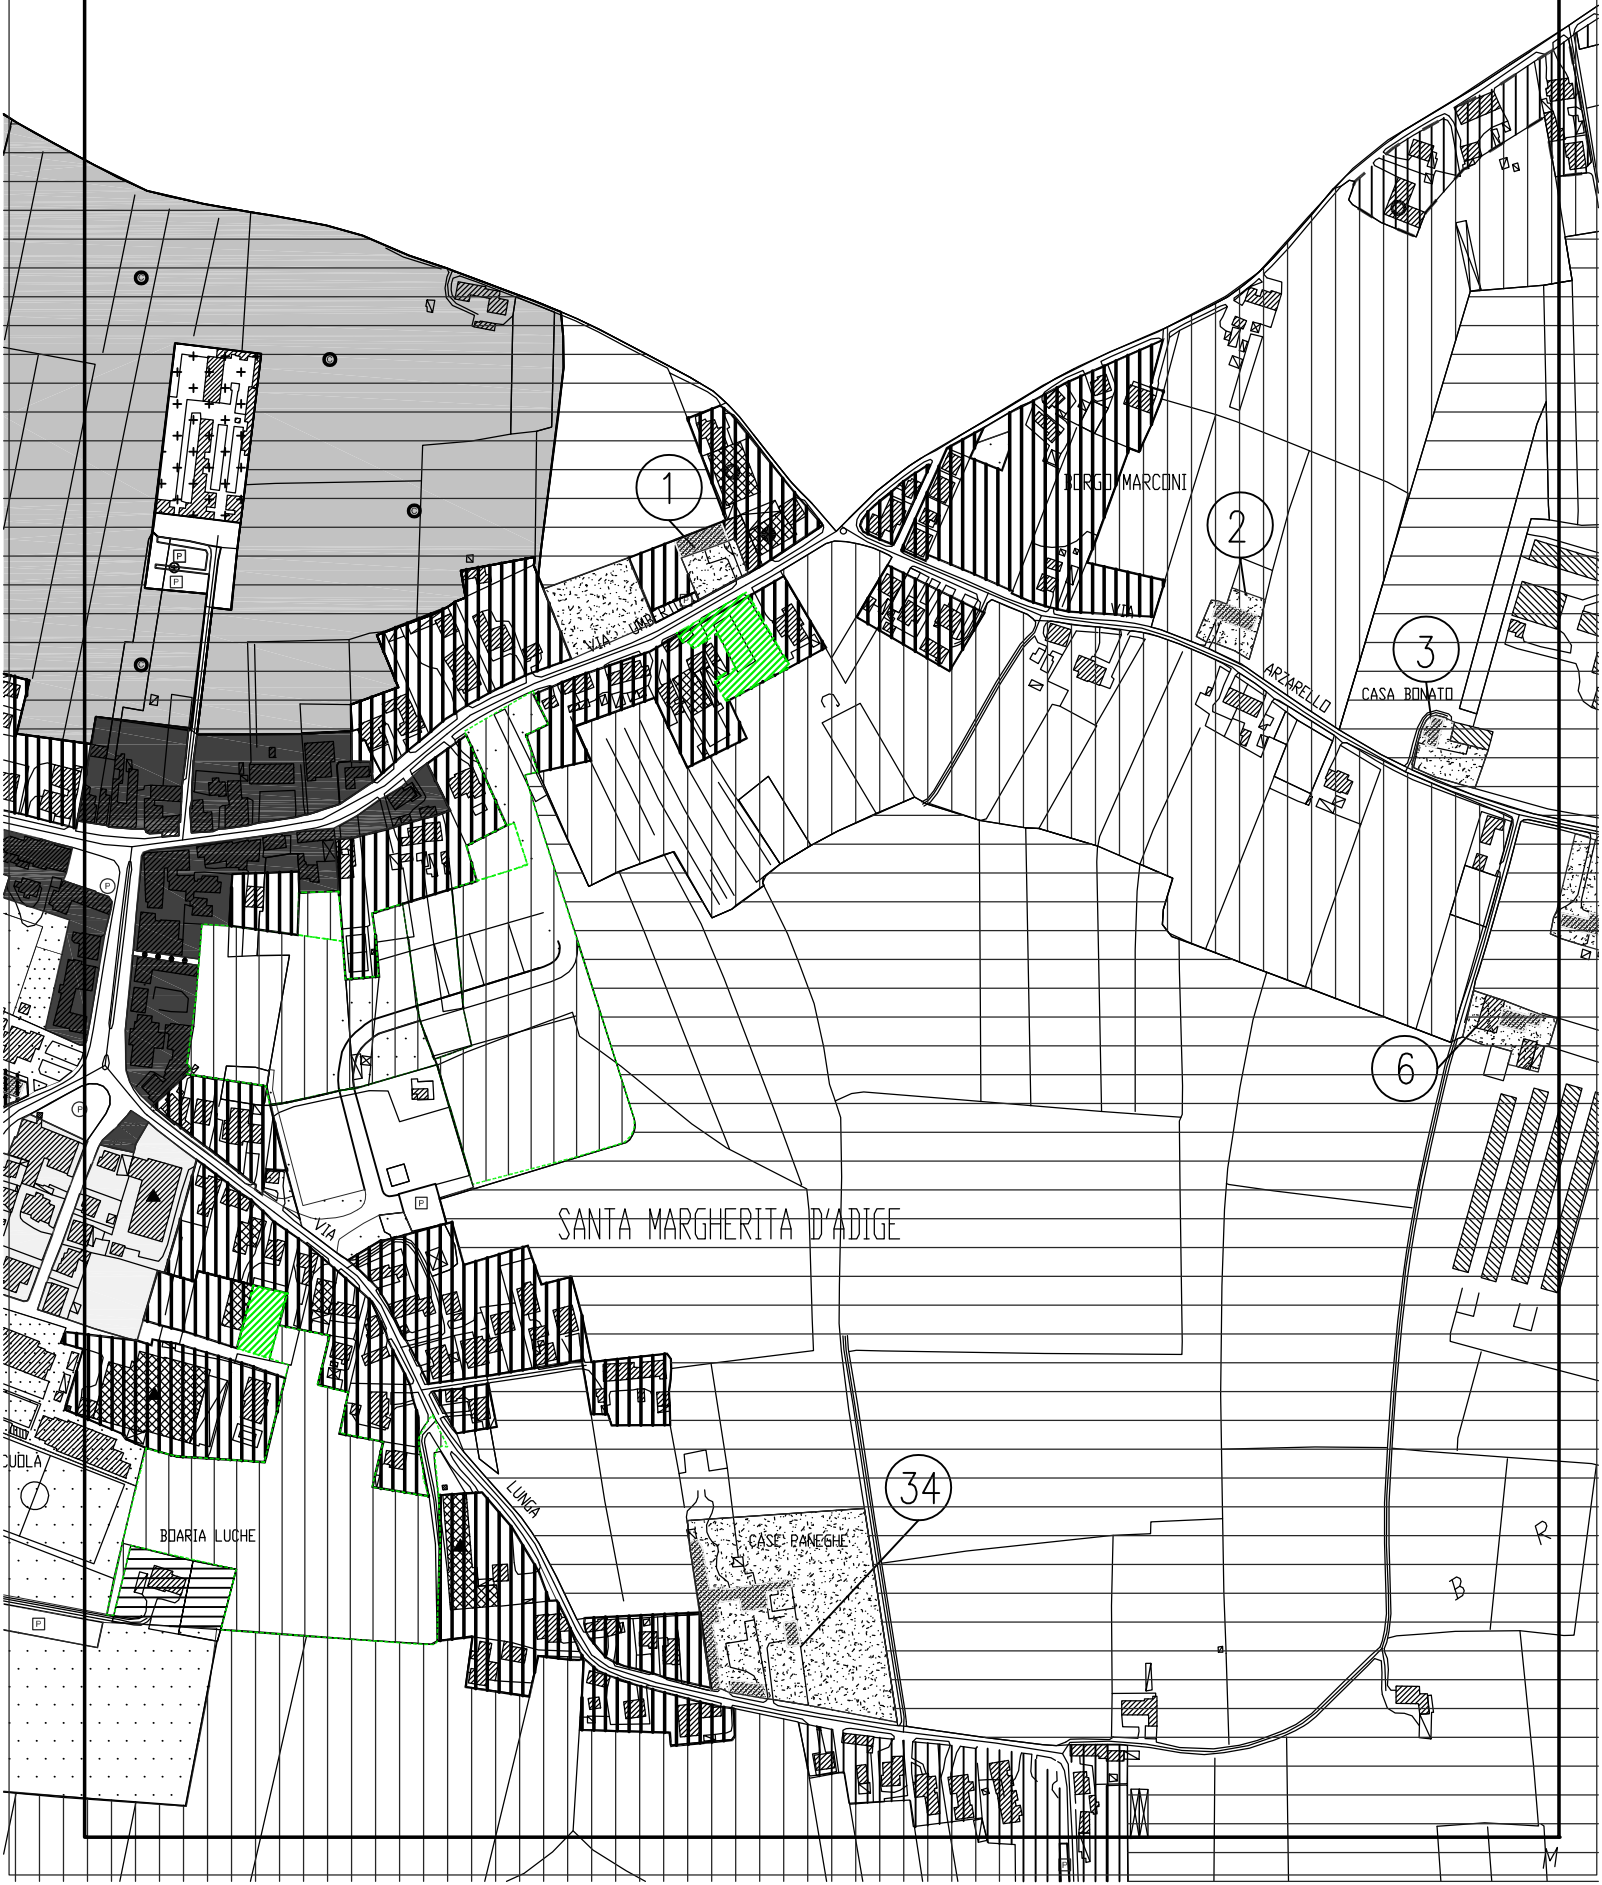 1
BORGO MARCONI
2
P
P
VIA UMBERTO
VIA
3
ARZARELLO
CASA BONATO
C
P
6
P
P
SANTA MARGHERITA D'ADIGE
VIA
CUOLA
LUNGA
34
BOARIA LUCHE
CASE PANEGHE
R
B
P
M
P